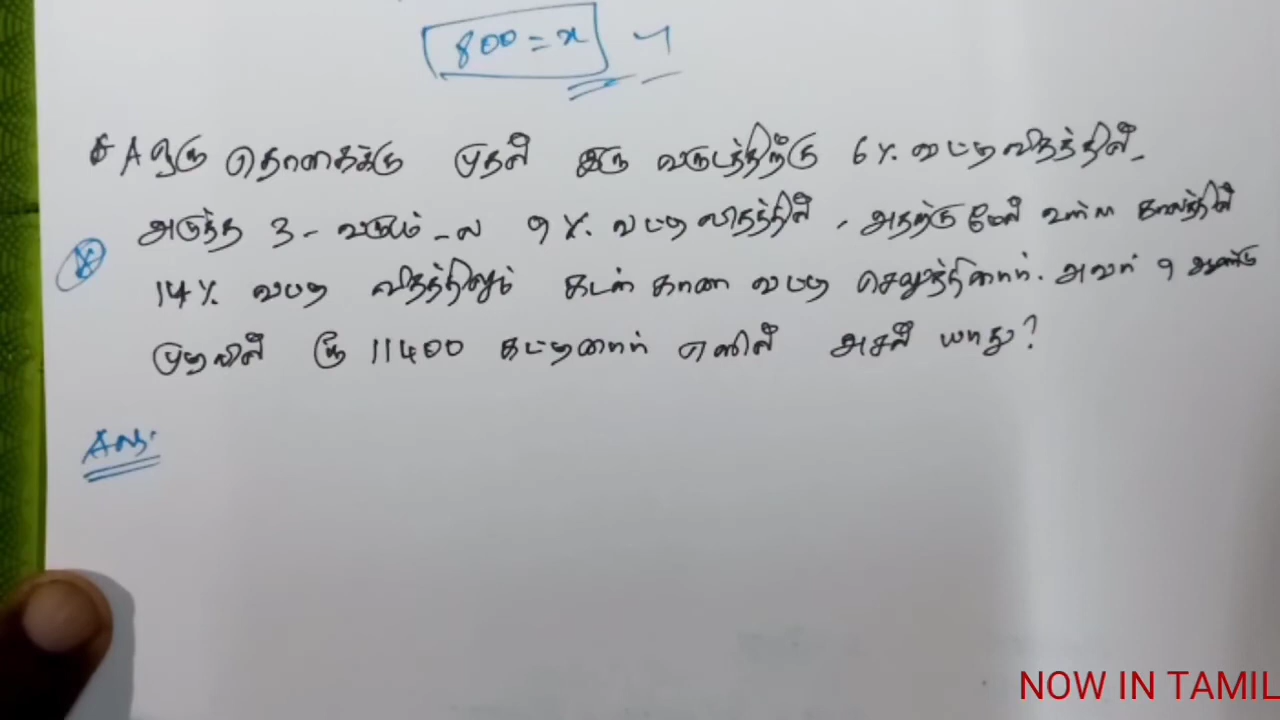 800 = x
A ஒரு தொகைக்கு முதல் இரு வருடத்திற்கு 6%. வட்டி விதத்தில்.
அடுத்த 3 - வருடம் - ல 9%. வட்டி விதத்தில், அதற்கு மேல் உள்ள காலத்தில்
14%. வட்டி விதத்திலும் கடன் கான வட்டி செலுத்தினார். அவர் 9 ஆண்டு
முடிவில் ரூ 11400 கட்டினார் எனில் அசல் யாது?
Ans:
NOW IN TAMIL